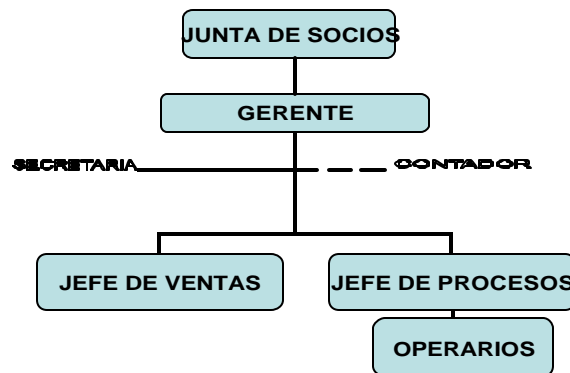 JUNTA DE SOCIOS
GERENTE
SECRETARIA
CONTADOR
JEFE DE VENTAS
JEFE DE PROCESOS
OPERARIOS